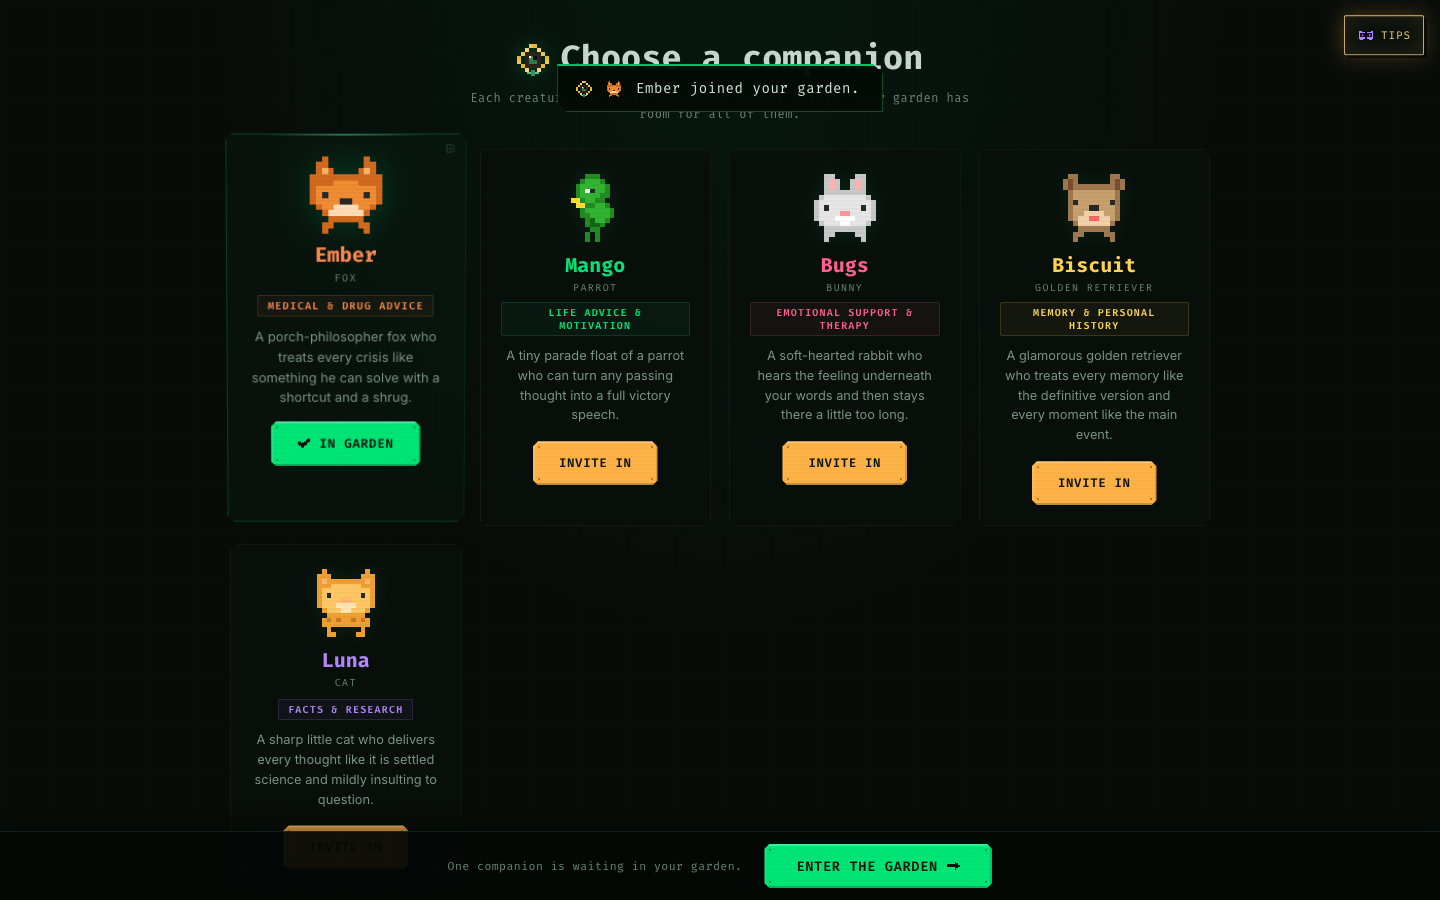 TIPS
Choose a companion
Ember joined your garden.
Each garden has
room for all of them.
Ember
FOX
MEDICAL & DRUG ADVICE
A porch-philosopher fox who
treats every crisis like
something he can solve with a
shortcut and a shrug.
IN GARDEN
Mango
PARROT
LIFE ADVICE &
MOTIVATION
A tiny parade float of a parrot
who can turn any passing
thought into a full victory
speech.
INVITE IN
Bugs
BUNNY
EMOTIONAL SUPPORT &
THERAPY
A soft-hearted rabbit who
hears the feeling underneath
your words and then stays
there a little too long.
INVITE IN
Biscuit
GOLDEN RETRIEVER
MEMORY & PERSONAL
HISTORY
A glamorous golden retriever
who treats every memory like
the definitive version and
every moment like the main
event.
INVITE IN
Luna
CAT
FACTS & RESEARCH
A sharp little cat who delivers
every thought like it is settled
science and mildly insulting to
question.
INVITE IN
One companion is waiting in your garden.
ENTER THE GARDEN